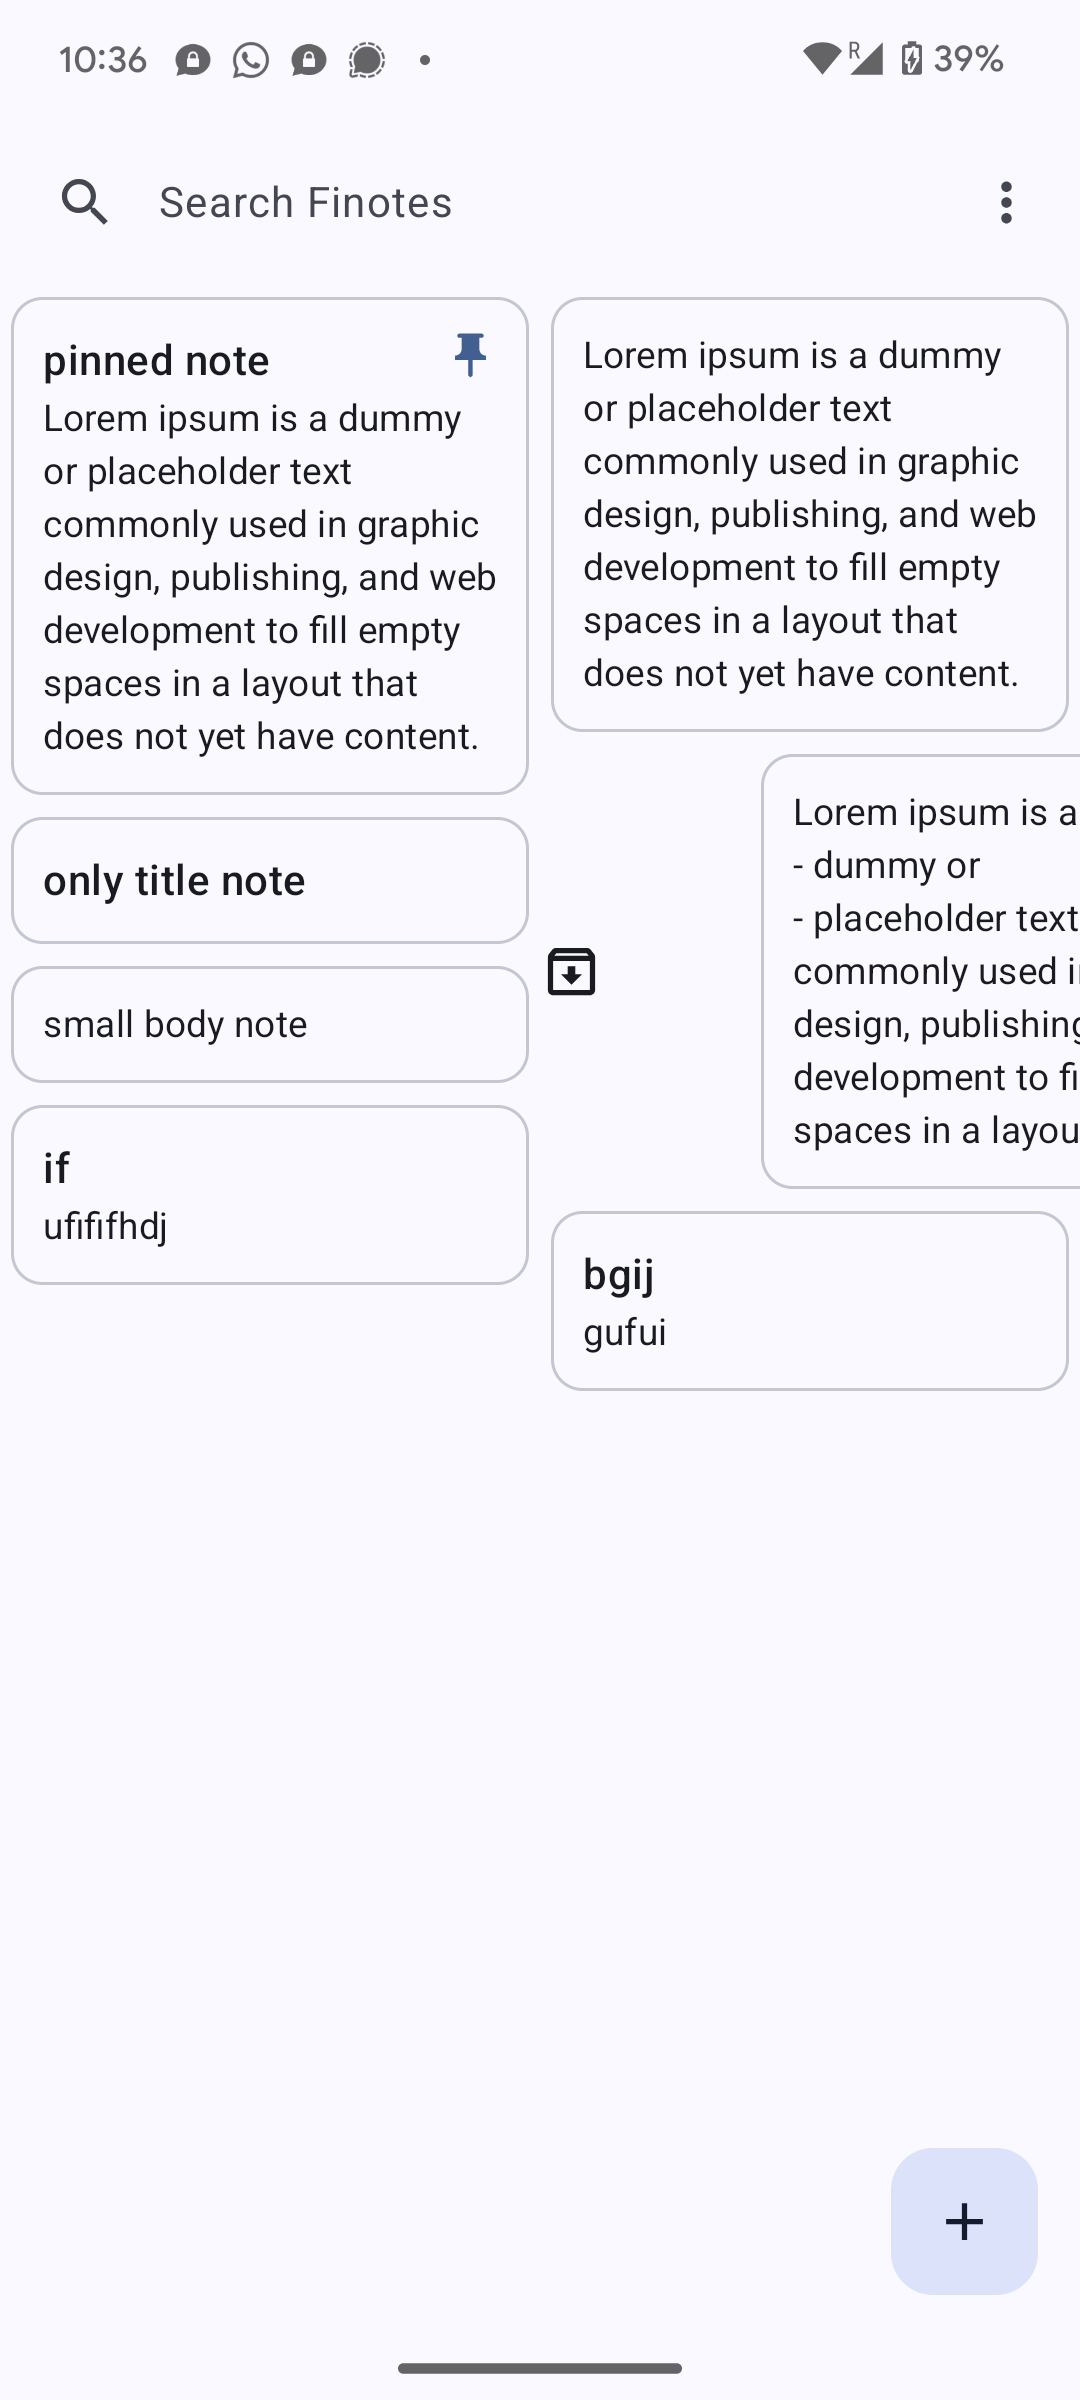 10:36
R
39%
Search Finotes
pinned note
Lorem ipsum is a dummy
or placeholder text
commonly used in graphic
design, publishing, and web
development to fill empty
spaces in a layout that
does not yet have content.
only title note
small body note
if
ufififhdj
Lorem ipsum is a dummy
or placeholder text
commonly used in graphic
design, publishing, and web
development to fill empty
spaces in a layout that
does not yet have content.
Lorem ipsum is a
- dummy or
- placeholder text
commonly used i
design, publishing
development to fi
spaces in a layou
bgij
gufui